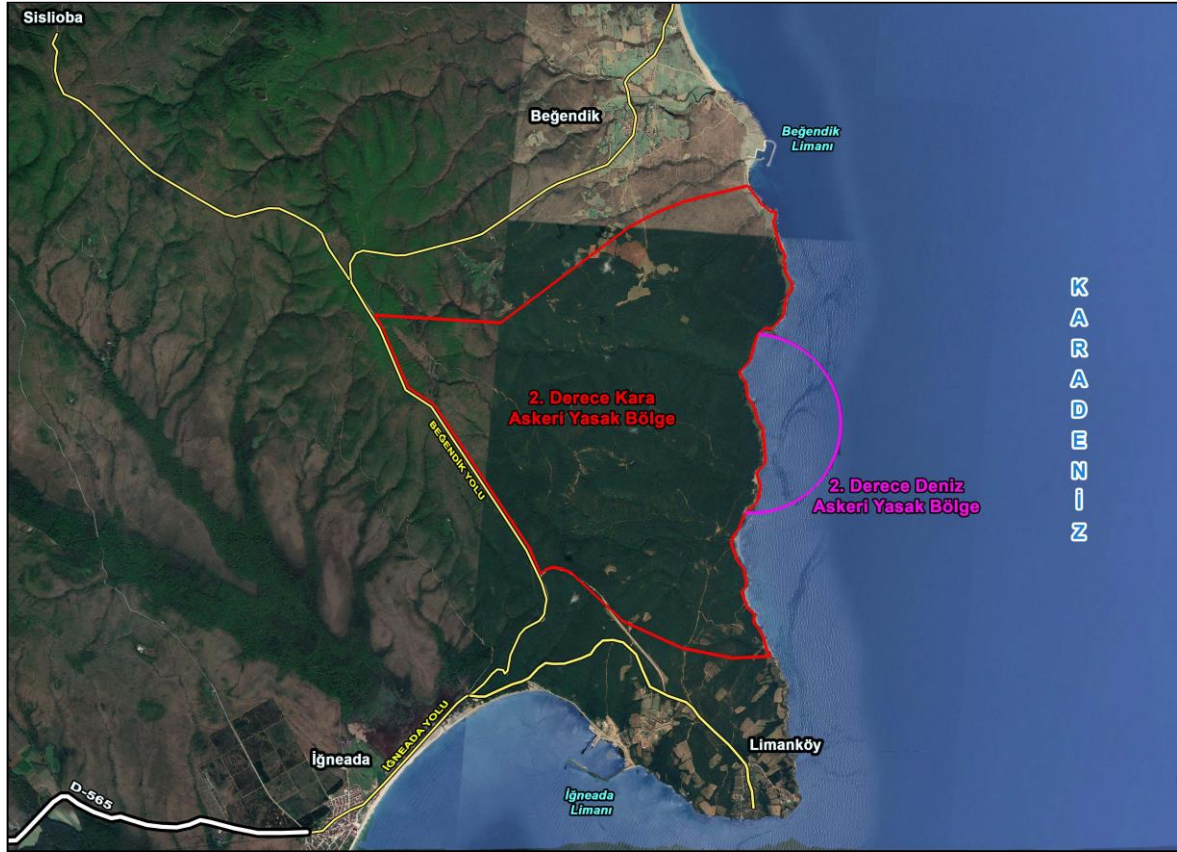 Sislioba
Beğendik
Beğendik
Limanı
KARADENİZ
2. Derece Kara
Askeri Yasak Bölge
BEĞENDİK YOLU
2. Derece Deniz
Askeri Yasak Bölge
İĞNEADA YOLU
İğneada
Limanköy
İğneada
Limanı
D-565